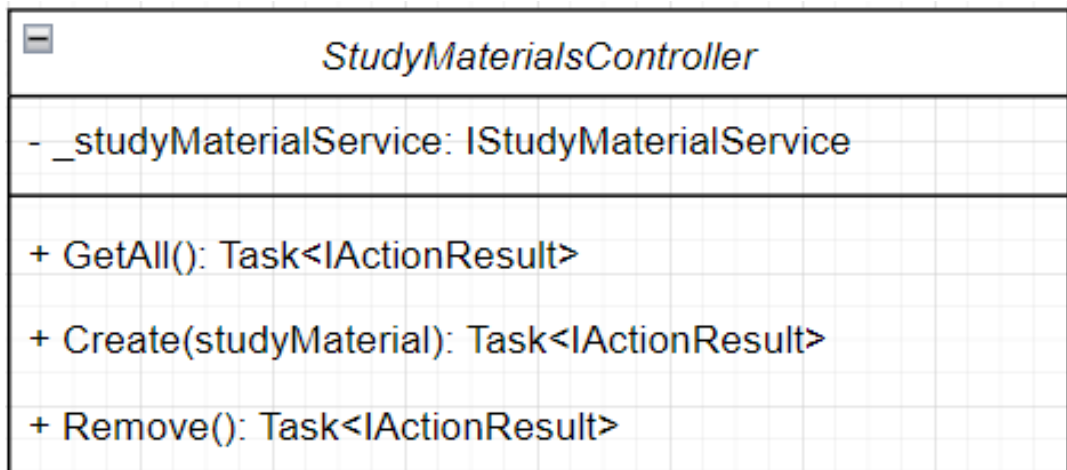 StudyMaterialsController
- _studyMaterialService: IStudyMaterialService
+ GetAll(): Task<IActionResult>
+ Create(studyMaterial): Task<IActionResult>
+ Remove(): Task<IActionResult>